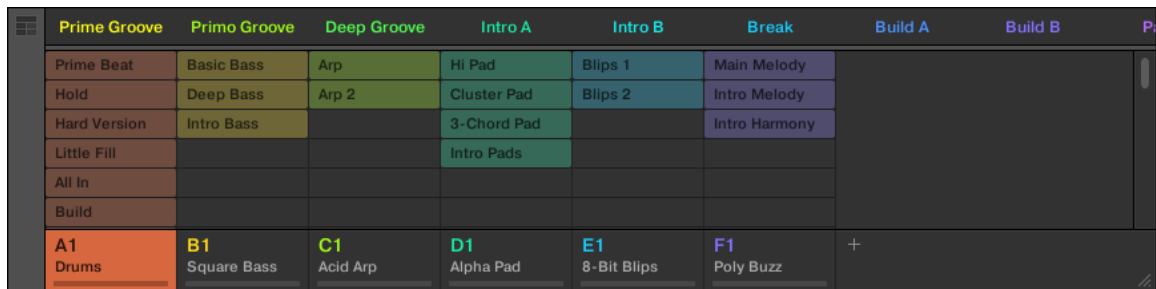 Prime Groove Primo Groove Deep Groove Intro A Intro B Break Build A Build B
Prime Beat Basic Bass Arp Hi Pad Blips 1 Main Melody
Hold Deep Bass Arp 2 Cluster Pad Blips 2 Intro Melody
Hard Version Intro Bass 3-Chord Pad Intro Harmony
Little Fill Intro Pads
All In
Build
A1 B1 C1 D1 E1 F1 +
Drums Square Bass Acid Arp Alpha Pad 8-Bit Blips Poly Buzz